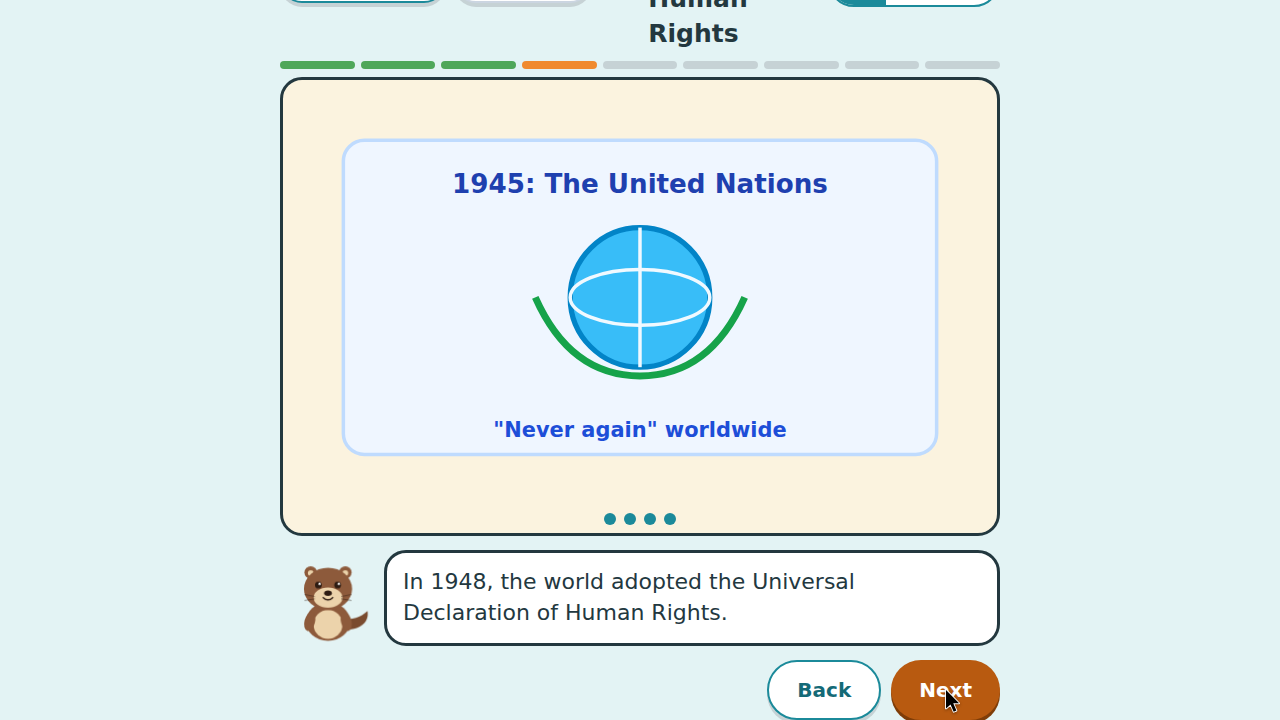 Human
Rights
1945: The United Nations
"Never again" worldwide
In 1948, the world adopted the Universal
Declaration of Human Rights.
Back
Next